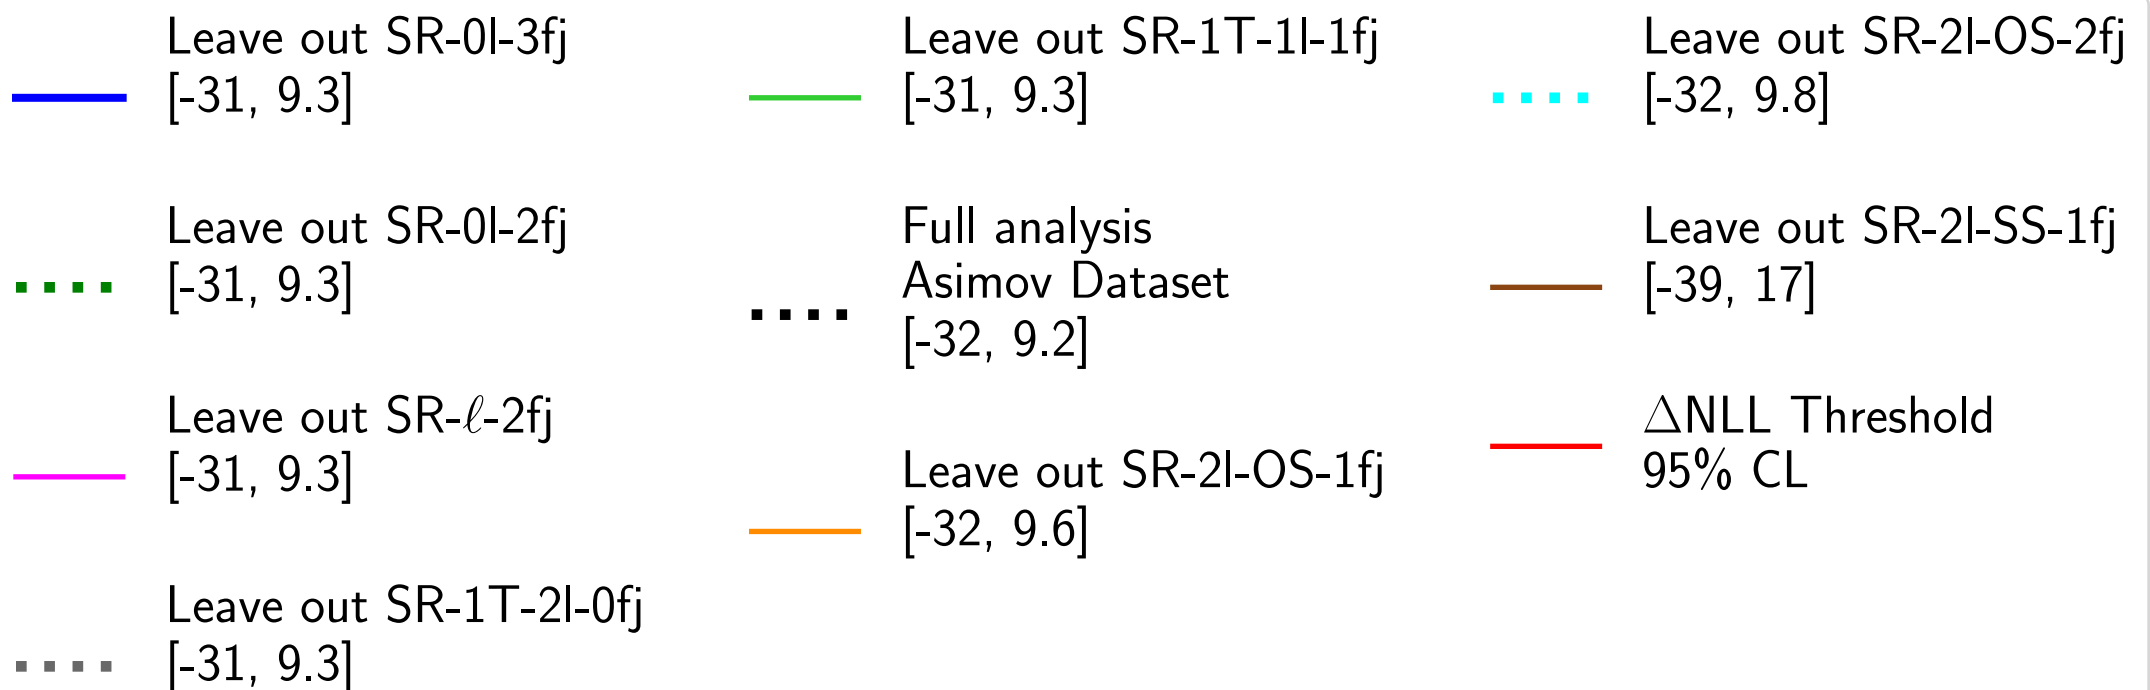 Leave out SR-0l-3fj
[-31, 9.3]
Leave out SR-0l-2fj
[-31, 9.3]
Leave out SR-ℓ-2fj
[-31, 9.3]
Leave out SR-1T-2l-0fj
[-31, 9.3]
Leave out SR-1T-1l-1fj
[-31, 9.3]
Full analysis
Asimov Dataset
[-32, 9.2]
Leave out SR-2l-OS-1fj
[-32, 9.6]
Leave out SR-2l-OS-2fj
[-32, 9.8]
Leave out SR-2l-SS-1fj
[-39, 17]
△NLL Threshold
95% CL